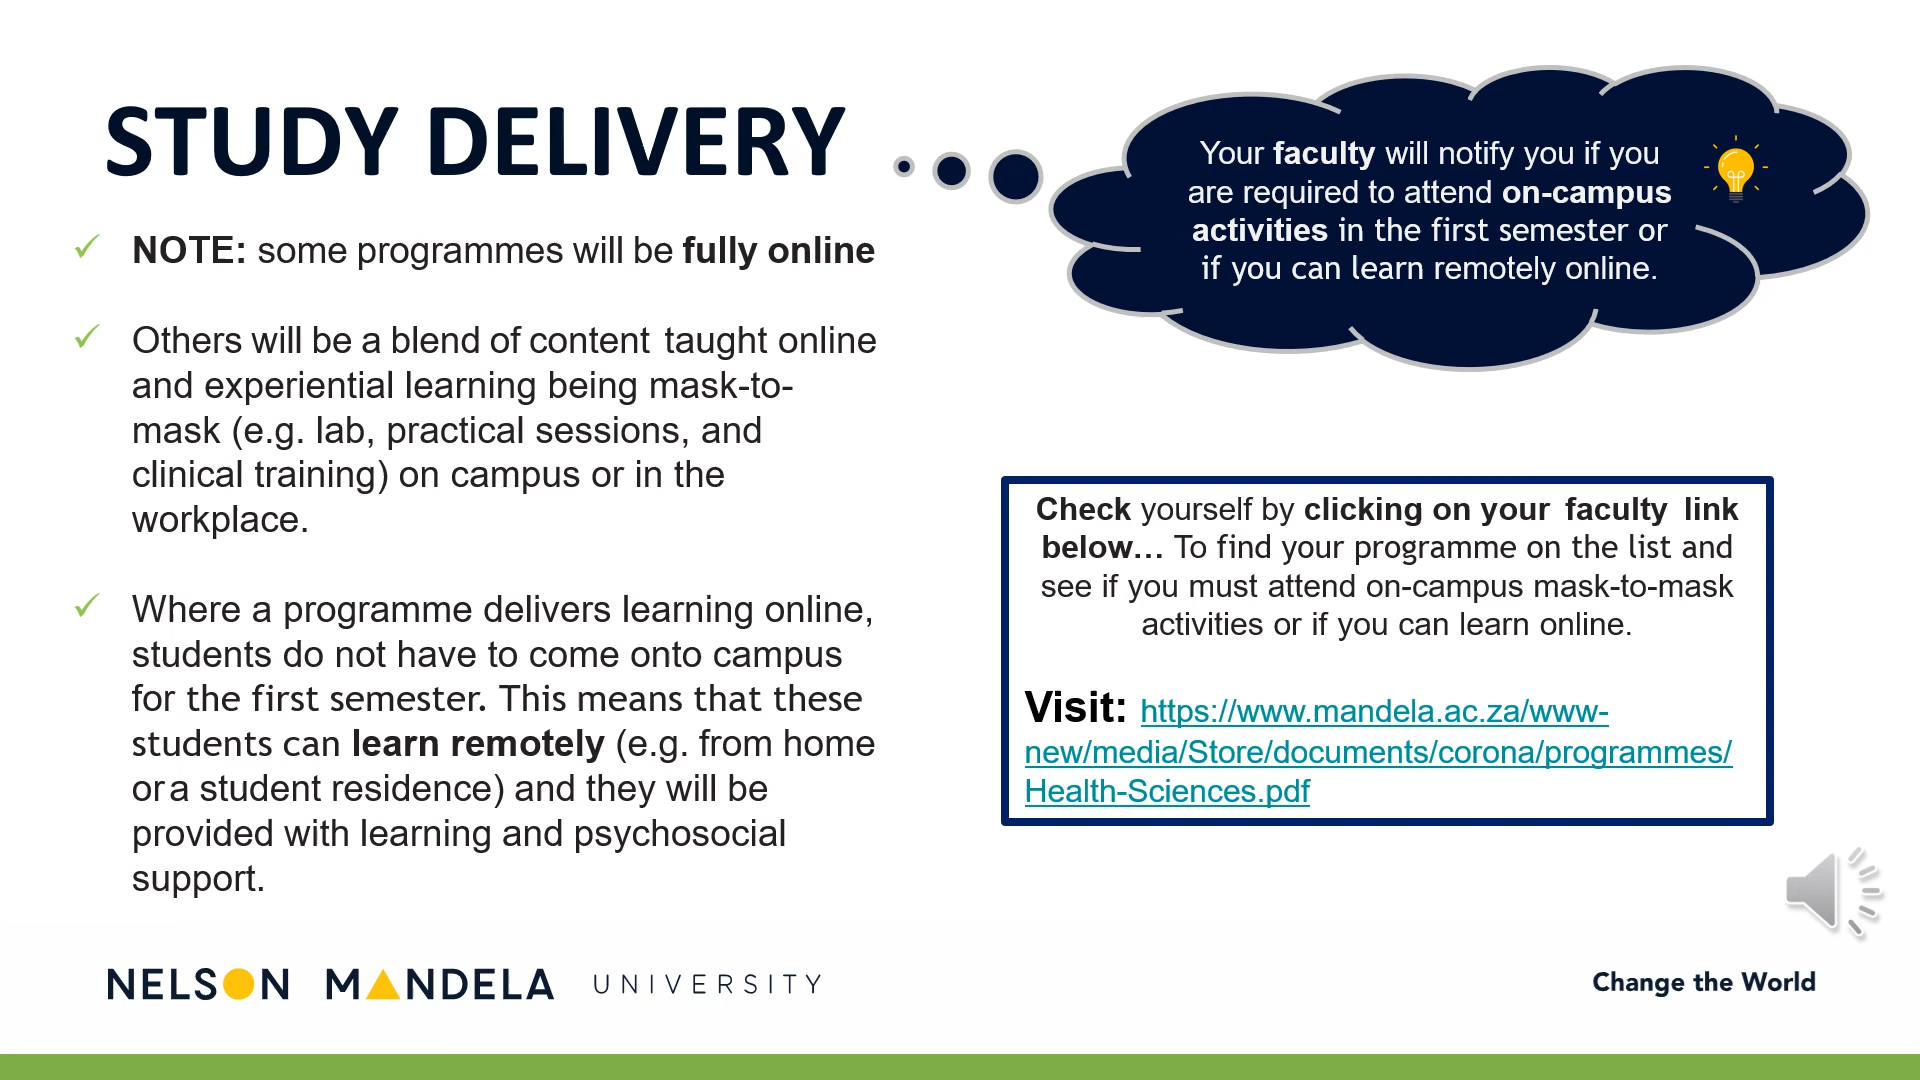 STUDY DELIVERY
NOTE: some programmes will be fully online
Others will be a blend of content taught online
and experiential learning being mask-to-
mask (e.g. lab, practical sessions, and
clinical training) on campus or in the
workplace.
Where a programme delivers learning online,
students do not have to come onto campus
for the first semester. This means that these
students can learn remotely (e.g. from home
or a student residence) and they will be
provided with learning and psychosocial
support.
Your faculty will notify you if you
are required to attend on-campus
activities in the first semester or
if you can learn remotely online.
Check yourself by clicking on your faculty link
below... To find your programme on the list and
see if you must attend on-campus mask-to-mask
activities or if you can learn online.
Visit: https://www.mandela.ac.za/www-
new/media/Store/documents/corona/programmes/
Health-Sciences.pdf
NELSON MANDELA UNIVERSITY
Change the World